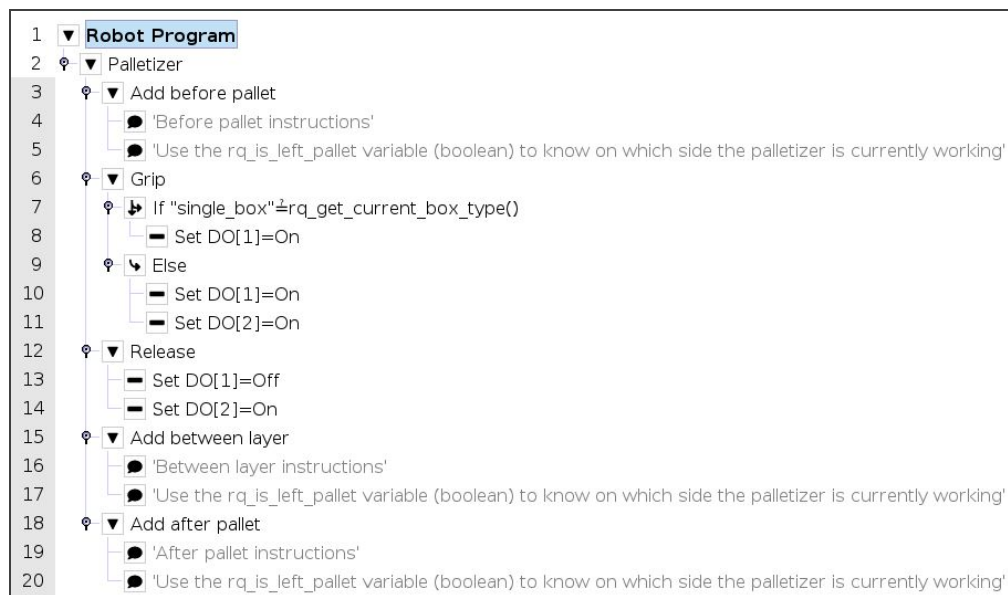 1 Robot Program
2 Palletizer
3 Add before pallet
4 'Before pallet instructions'
5 'Use the rq_is_left_pallet variable (boolean) to know on which side the palletizer is currently working'
6 Grip
7 If "single_box"≟rq_get_current_box_type()
8 Set DO[1]=On
9 Else
10 Set DO[1]=On
11 Set DO[2]=On
12 Release
13 Set DO[1]=Off
14 Set DO[2]=On
15 Add between layer
16 'Between layer instructions'
17 'Use the rq_is_left_pallet variable (boolean) to know on which side the palletizer is currently working'
18 Add after pallet
19 'After pallet instructions'
20 'Use the rq_is_left_pallet variable (boolean) to know on which side the palletizer is currently working'